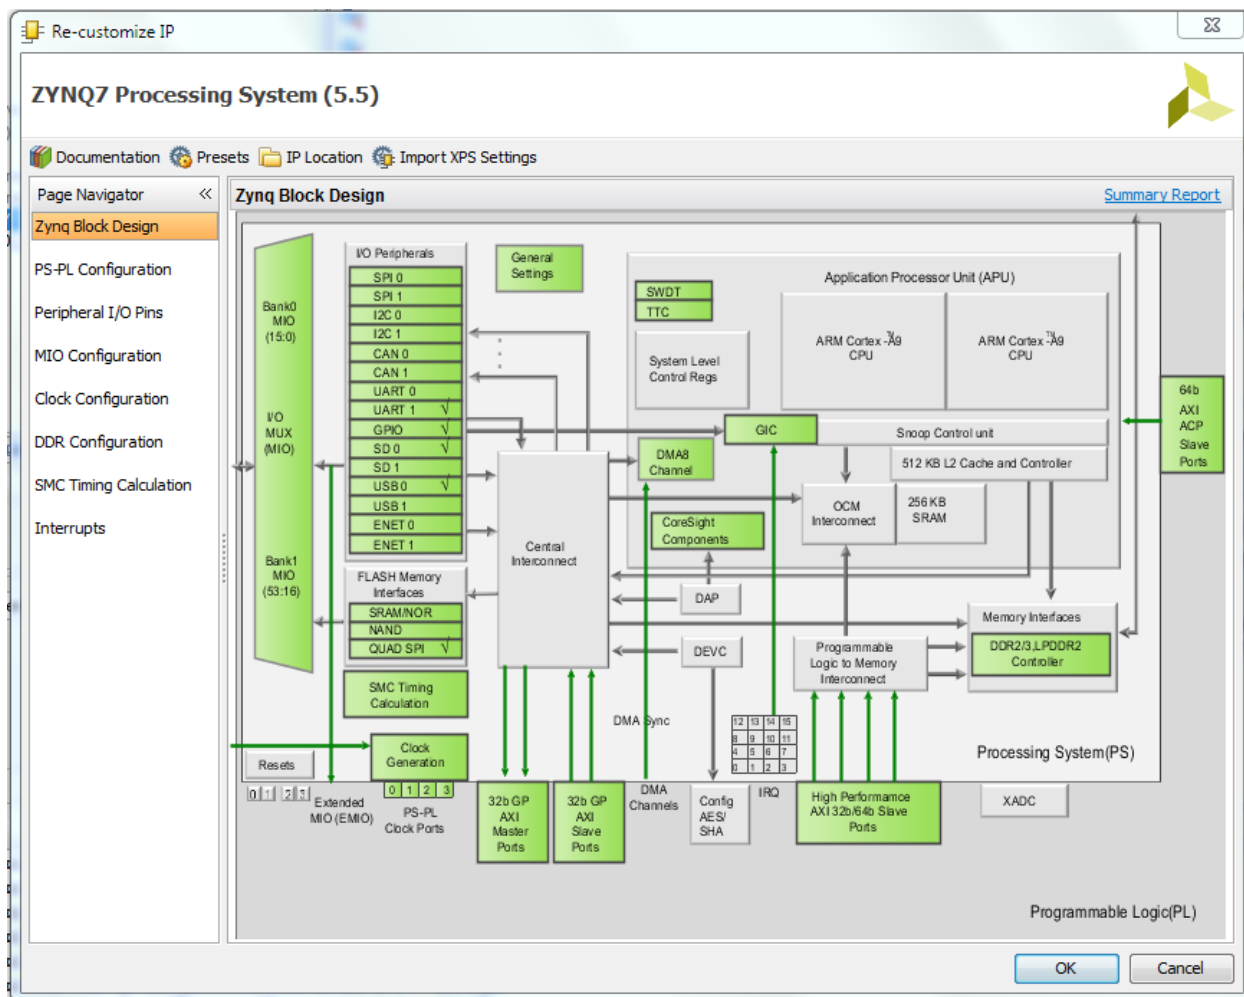 Re-customize IP
ZYNQ7 Processing System (5.5)
Documentation Presets IP Location Import XPS Settings
Page Navigator «
Zynq Block Design
PS-PL Configuration
Peripheral I/O Pins
MIO Configuration
Clock Configuration
DDR Configuration
SMC Timing Calculation
Interrupts
Zynq Block Design
Summary Report
Bank0
MIO
(15:0)
I/O
MUX
(MIO)
Bank1
MIO
(53:16)
I/O Peripherals
SPI 0
SPI 1
I2C 0
I2C 1
CAN 0
CAN 1
UART 0
UART 1 √
GPIO √
SD 0 √
SD 1
USB 0 √
USB 1
ENET 0
ENET 1
FLASH Memory
Interfaces
SRAM/NOR
NAND
QUAD SPI √
SMC Timing
Calculation
General
Settings
Application Processor Unit (APU)
SWDT
TTC
System Level
Control Regs
ARM Cortex -A9
TM
CPU
ARM Cortex -A9
TM
CPU
GIC
Snoop Control unit
512 KB L2 Cache and Controller
DMA8
Channel
OCM
Interconnect
256 KB
SRAM
CoreSight
Components
Central
Interconnect
DAP
DEVC
Programmable
Logic to Memory
Interconnect
Memory Interfaces
DDR2/3,LPDDR2
Controller
64b
AXI
ACP
Slave
Ports
DMA Sync
12 13 14 15
8 9 10 11
4 5 6 7
0 1 2 3
Processing System(PS)
Resets
0 1 2 3
Clock
Generation
0 1 2 3
Extended
MIO (EMIO)
PS-PL
Clock Ports
32b GP
AXI
Master
Ports
32b GP
AXI
Slave
Ports
DMA
Channels
Config
AES/
SHA
IRQ
High Performamce
AXI 32b/64b Slave
Ports
XADC
Programmable Logic(PL)
OK
Cancel